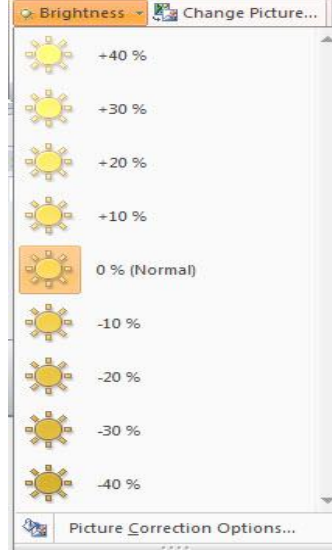 Brightness Change Picture...
+40 %
+30 %
+20 %
+10 %
0 % (Normal)
-10 %
-20 %
-30 %
-40 %
Picture Correction Options...